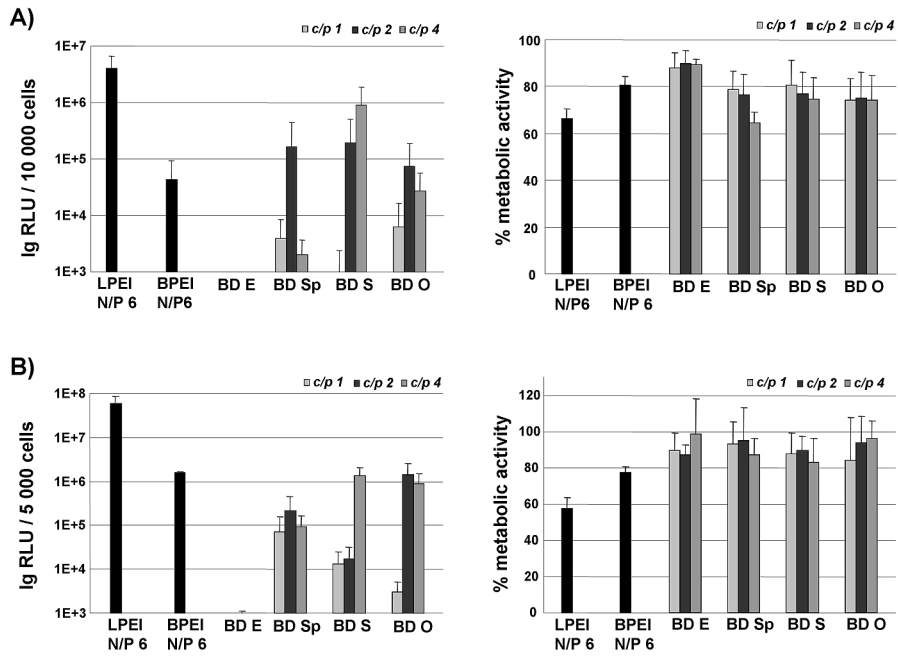 A)
c/p 1 c/p 2 c/p 4
lg RLU / 10 000 cells
1E+7
1E+6
1E+5
1E+4
1E+3
LPEI N/P 6
BPEI N/P6
BD E
BD Sp
BD S
BD O
c/p 1 c/p 2 c/p 4
% metabolic activity
100
80
60
40
20
0
LPEI N/P 6
BPEI N/P 6
BD E
BD Sp
BD S
BD O
B)
c/p 1 c/p 2 c/p 4
lg RLU / 5 000 cells
1E+8
1E+7
1E+6
1E+5
1E+4
1E+3
LPEI N/P 6
BPEI N/P 6
BD E
BD Sp
BD S
BD O
c/p 1 c/p 2 c/p 4
% metabolic activity
120
100
80
60
40
20
0
LPEI N/P 6
BPEI N/P 6
BD E
BD Sp
BD S
BD O